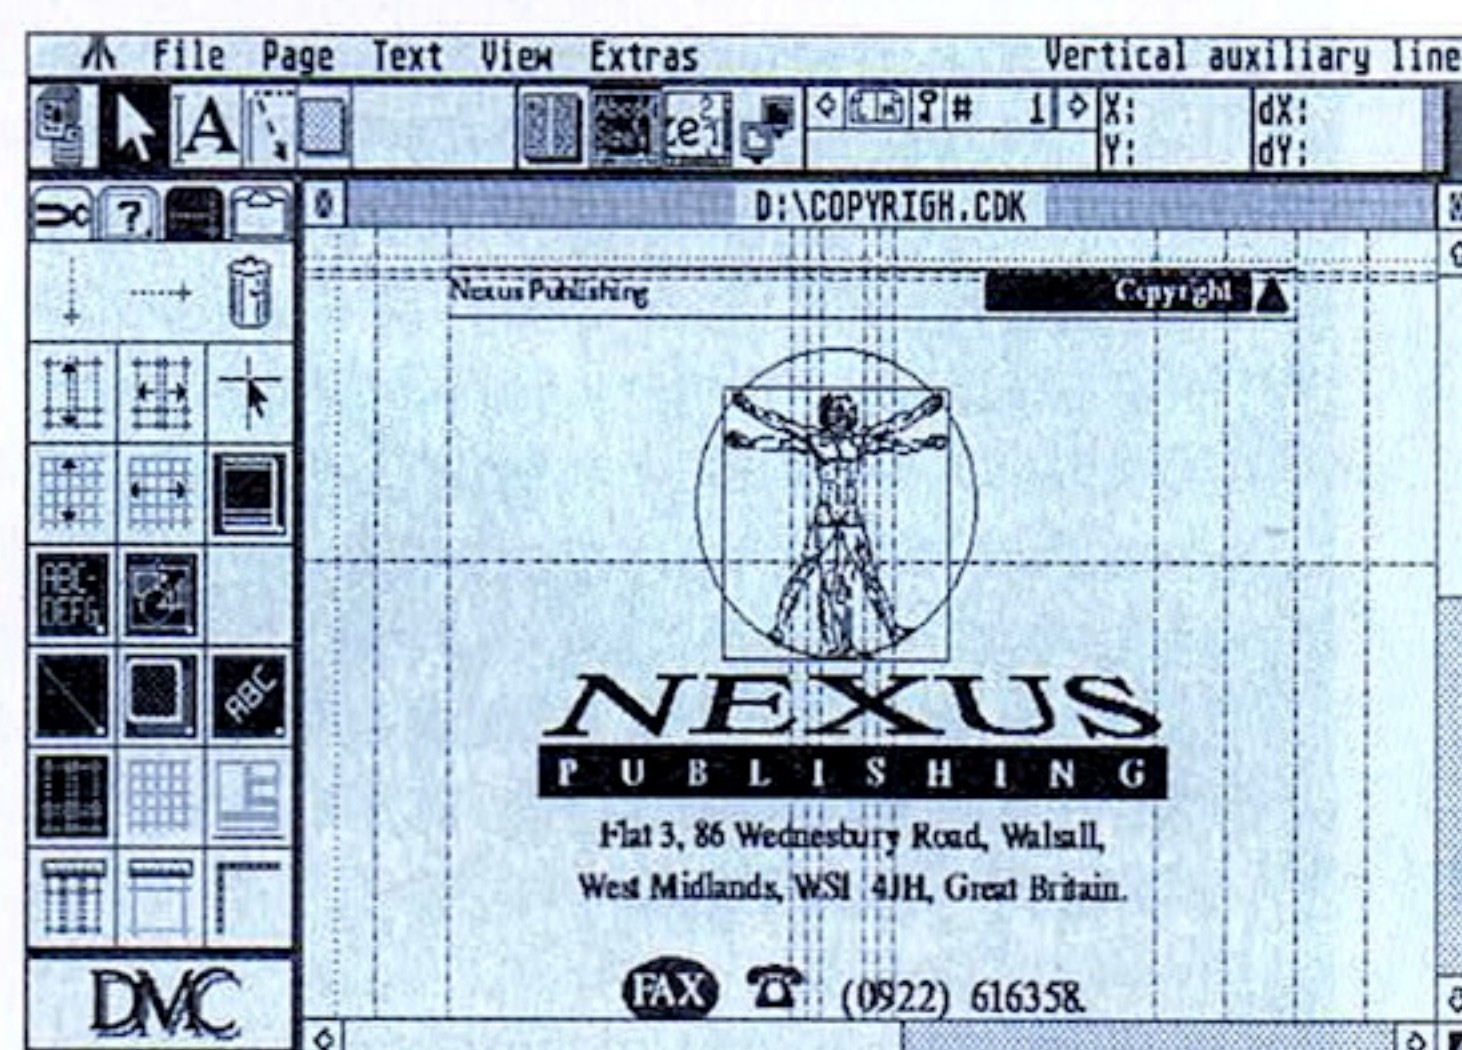 File Page Text View Extras Vertical auxiliary line
A # 1 X: dX:
Y: dY:
? D:\COPYRIGH.CDK
Nexus Publishing Copyright
ABC-
DEFG
ABC
NEXUS
PUBLISHING
Flat 3, 86 Wednesbury Road, Walsall,
West Midlands, WS1 4JH, Great Britain.
FAX (0922) 616358.
DMC